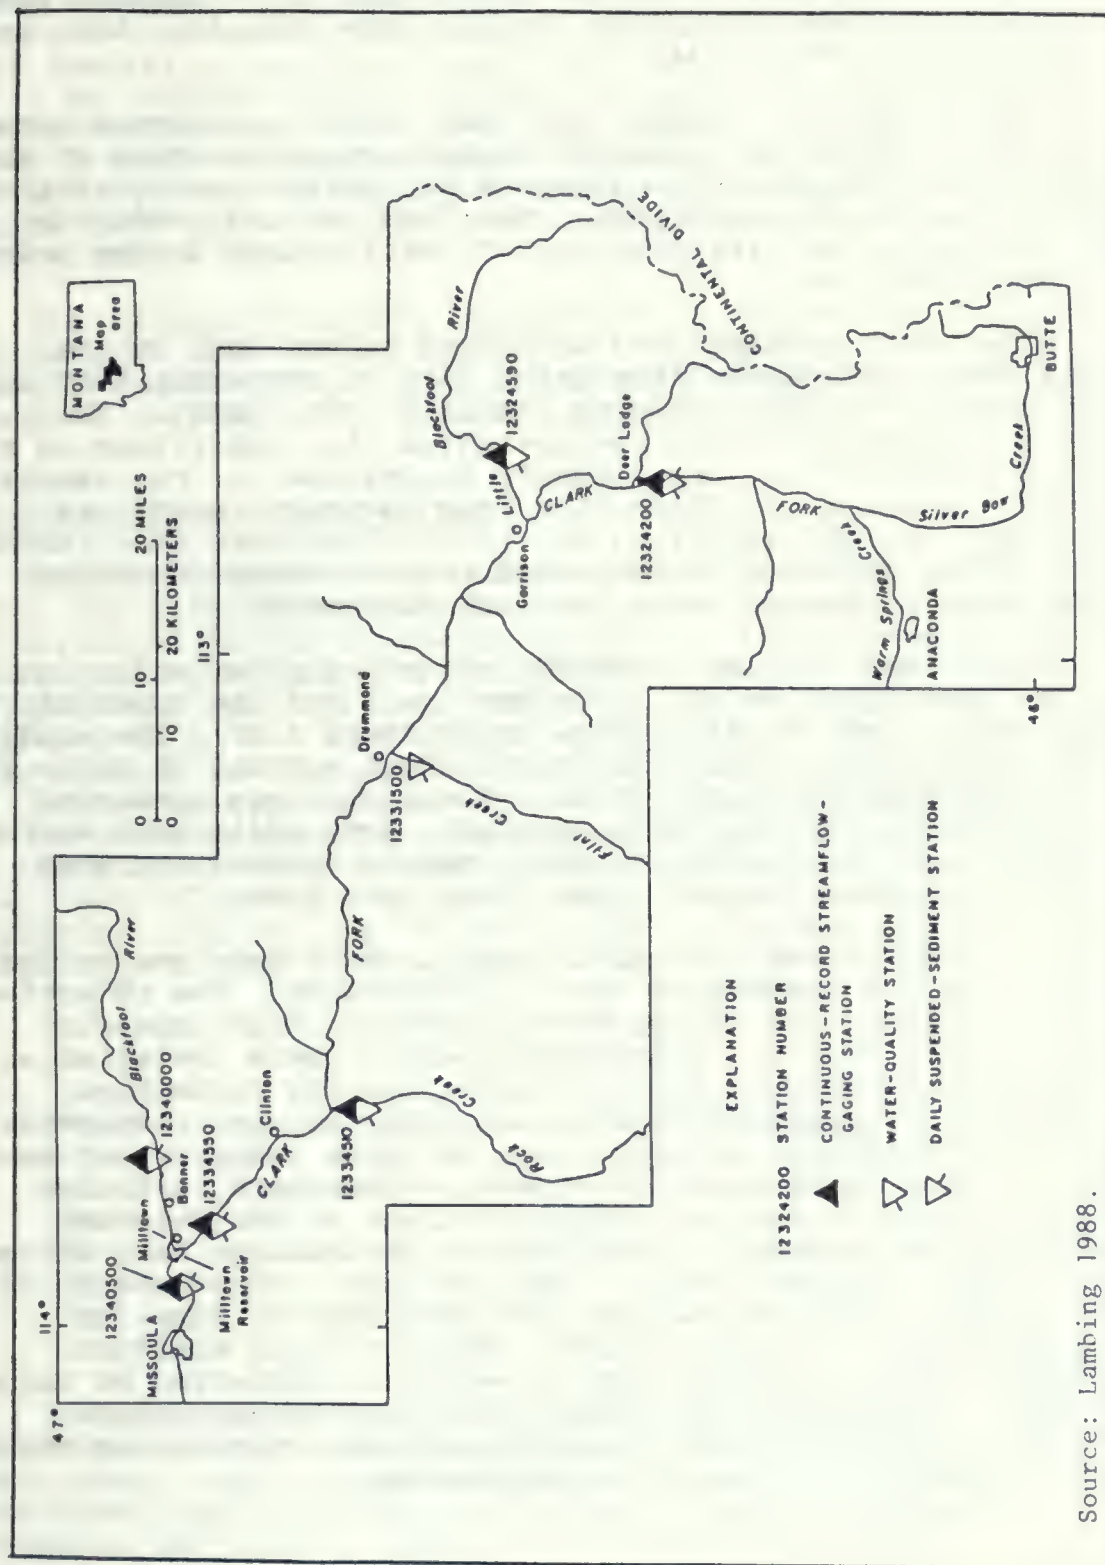 MONTANA
Map
area
0 10 20 MILES
0 10 20 KILOMETERS
47°
114°
113°
46°
MISSOULA
12340500
Milltown
Milltown
Reservoir
Bonner
12340000
Blackfoot
River
12334550
CLARK
Clinton
12334510
Rock
Creek
FORK
Drummond
12331500
Flint
Creek
Garrison
Little
Blackfoot
River
12324590
CLARK
Deer Lodge
12324200
FORK
CONTINENTAL DIVIDE
Warm Springs
Creek
ANACONDA
Silver Bow
Creek
BUTTE
EXPLANATION
12324200 STATION NUMBER
CONTINUOUS-RECORD STREAMFLOW-
GAGING STATION
WATER-QUALITY STATION
DAILY SUSPENDED-SEDIMENT STATION
Source: Lambing 1988.